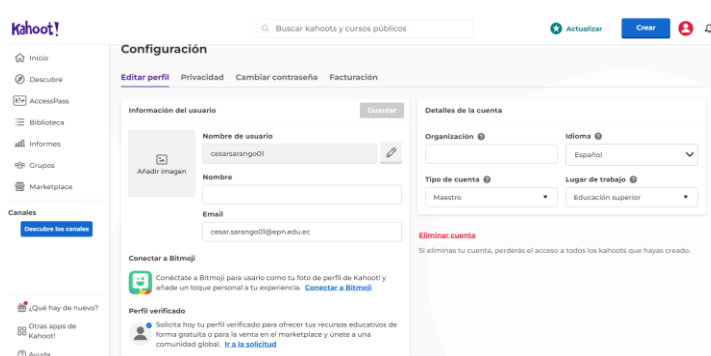 Kahoot!
Buscar kahoots y cursos públicos
Actualizar
Crear
Inicio
Descubre
K!+ AccessPass
Biblioteca
Informes
Grupos
Marketplace
Canales
Descubre los canales
¿Qué hay de nuevo?
Otras apps de
Kahoot!
Ayuda
Configuración
Editar perfil Privacidad Cambiar contraseña Facturación
Información del usuario
Guardar
Añadir imagen
Nombre de usuario
cesarsarango01
Nombre
Email
cesar.sarango01@epn.edu.ec
Conectar a Bitmoji
Conéctate a Bitmoji para usarlo como tu foto de perfil de Kahoot! y
añade un toque personal a tu experiencia. Conectar a Bitmoji
Perfil verificado
Solicita hoy tu perfil verificado para ofrecer tus recursos educativos de
forma gratuita o para la venta en el marketplace y únete a una
comunidad global. Ir a la solicitud
Detalles de la cuenta
Organización
Idioma
Español
Tipo de cuenta
Maestro
Lugar de trabajo
Educación superior
Eliminar cuenta
Si eliminas tu cuenta, perderás el acceso a todos los kahoots que hayas creado.